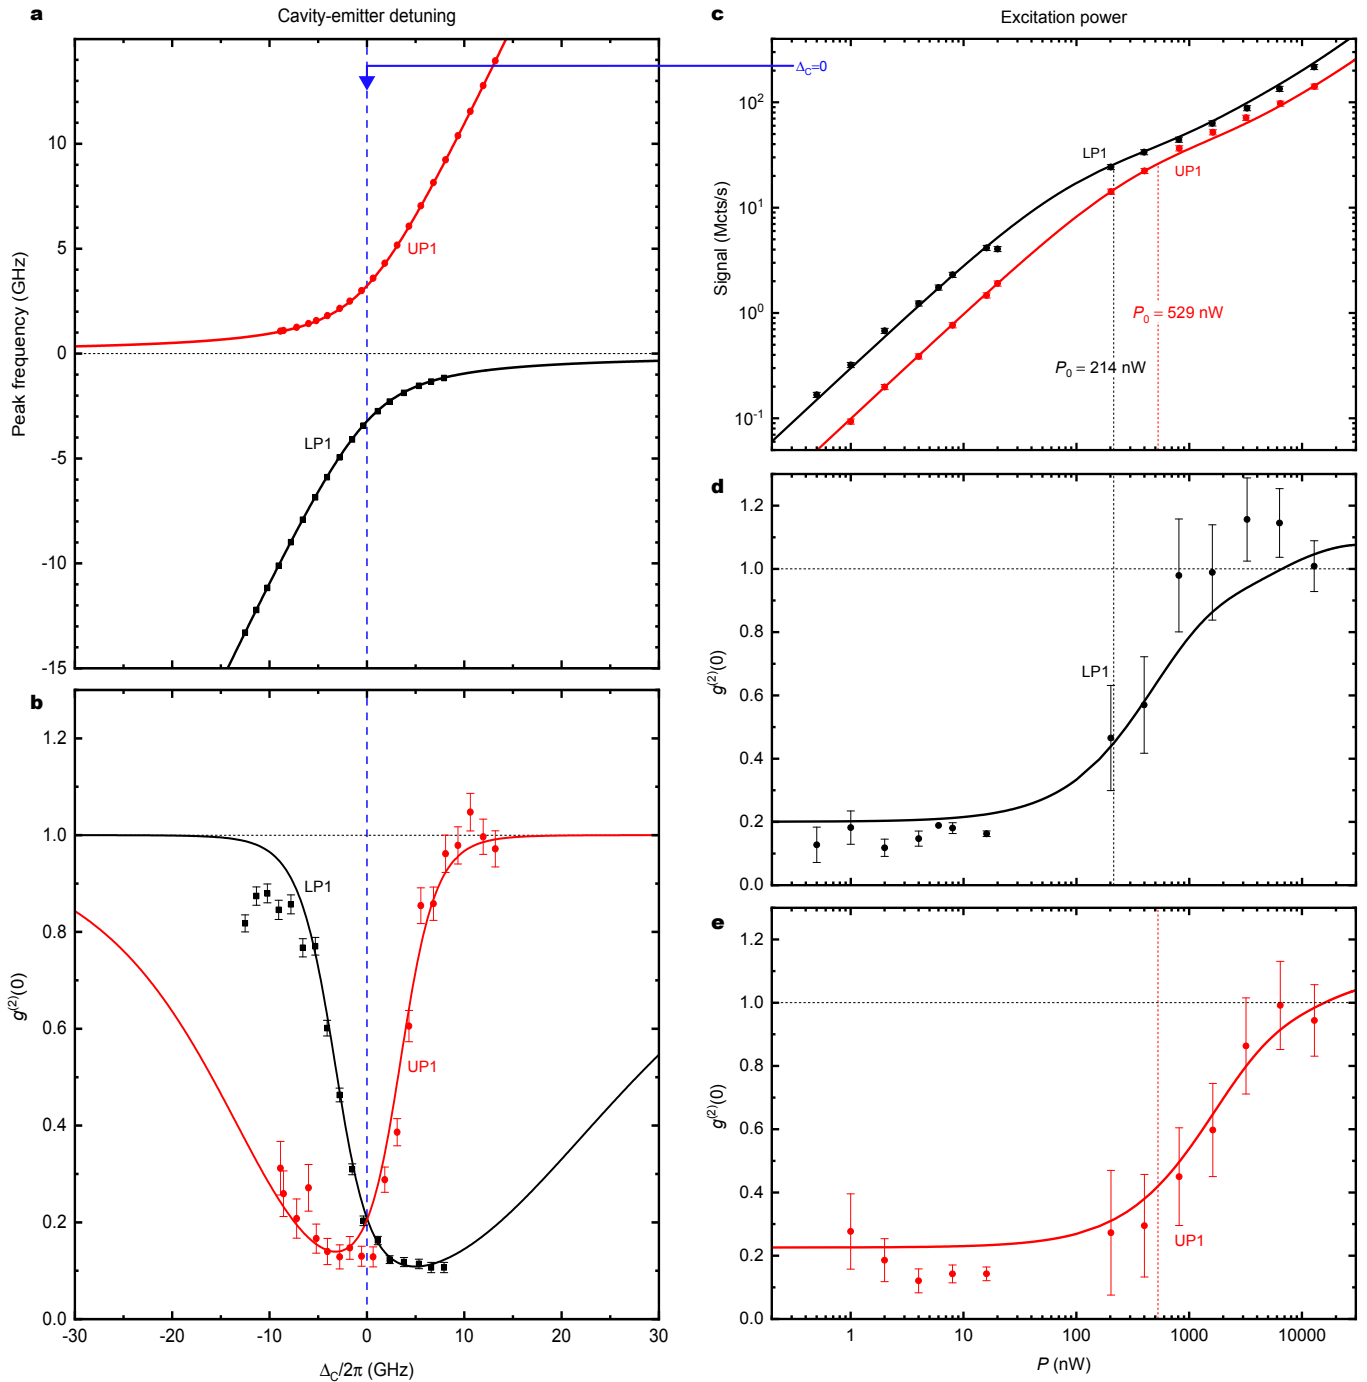 a
Cavity-emitter detuning
Peak frequency (GHz)
10
5
0
-5
-10
-15
UP1
LP1
b
g(2)(0)
1.2
1.0
0.8
0.6
0.4
0.2
0.0
LP1
UP1
-30
-20
-10
0
10
20
30
ΔC/2π (GHz)
c
Excitation power
ΔC=0
Signal (Mcts/s)
10²
10¹
10⁰
10⁻¹
LP1
UP1
P0 = 529 nW
P0 = 214 nW
d
g(2)(0)
1.2
1.0
0.8
0.6
0.4
0.2
0.0
LP1
e
g(2)(0)
1.2
1.0
0.8
0.6
0.4
0.2
0.0
UP1
1
10
100
1000
10000
P (nW)